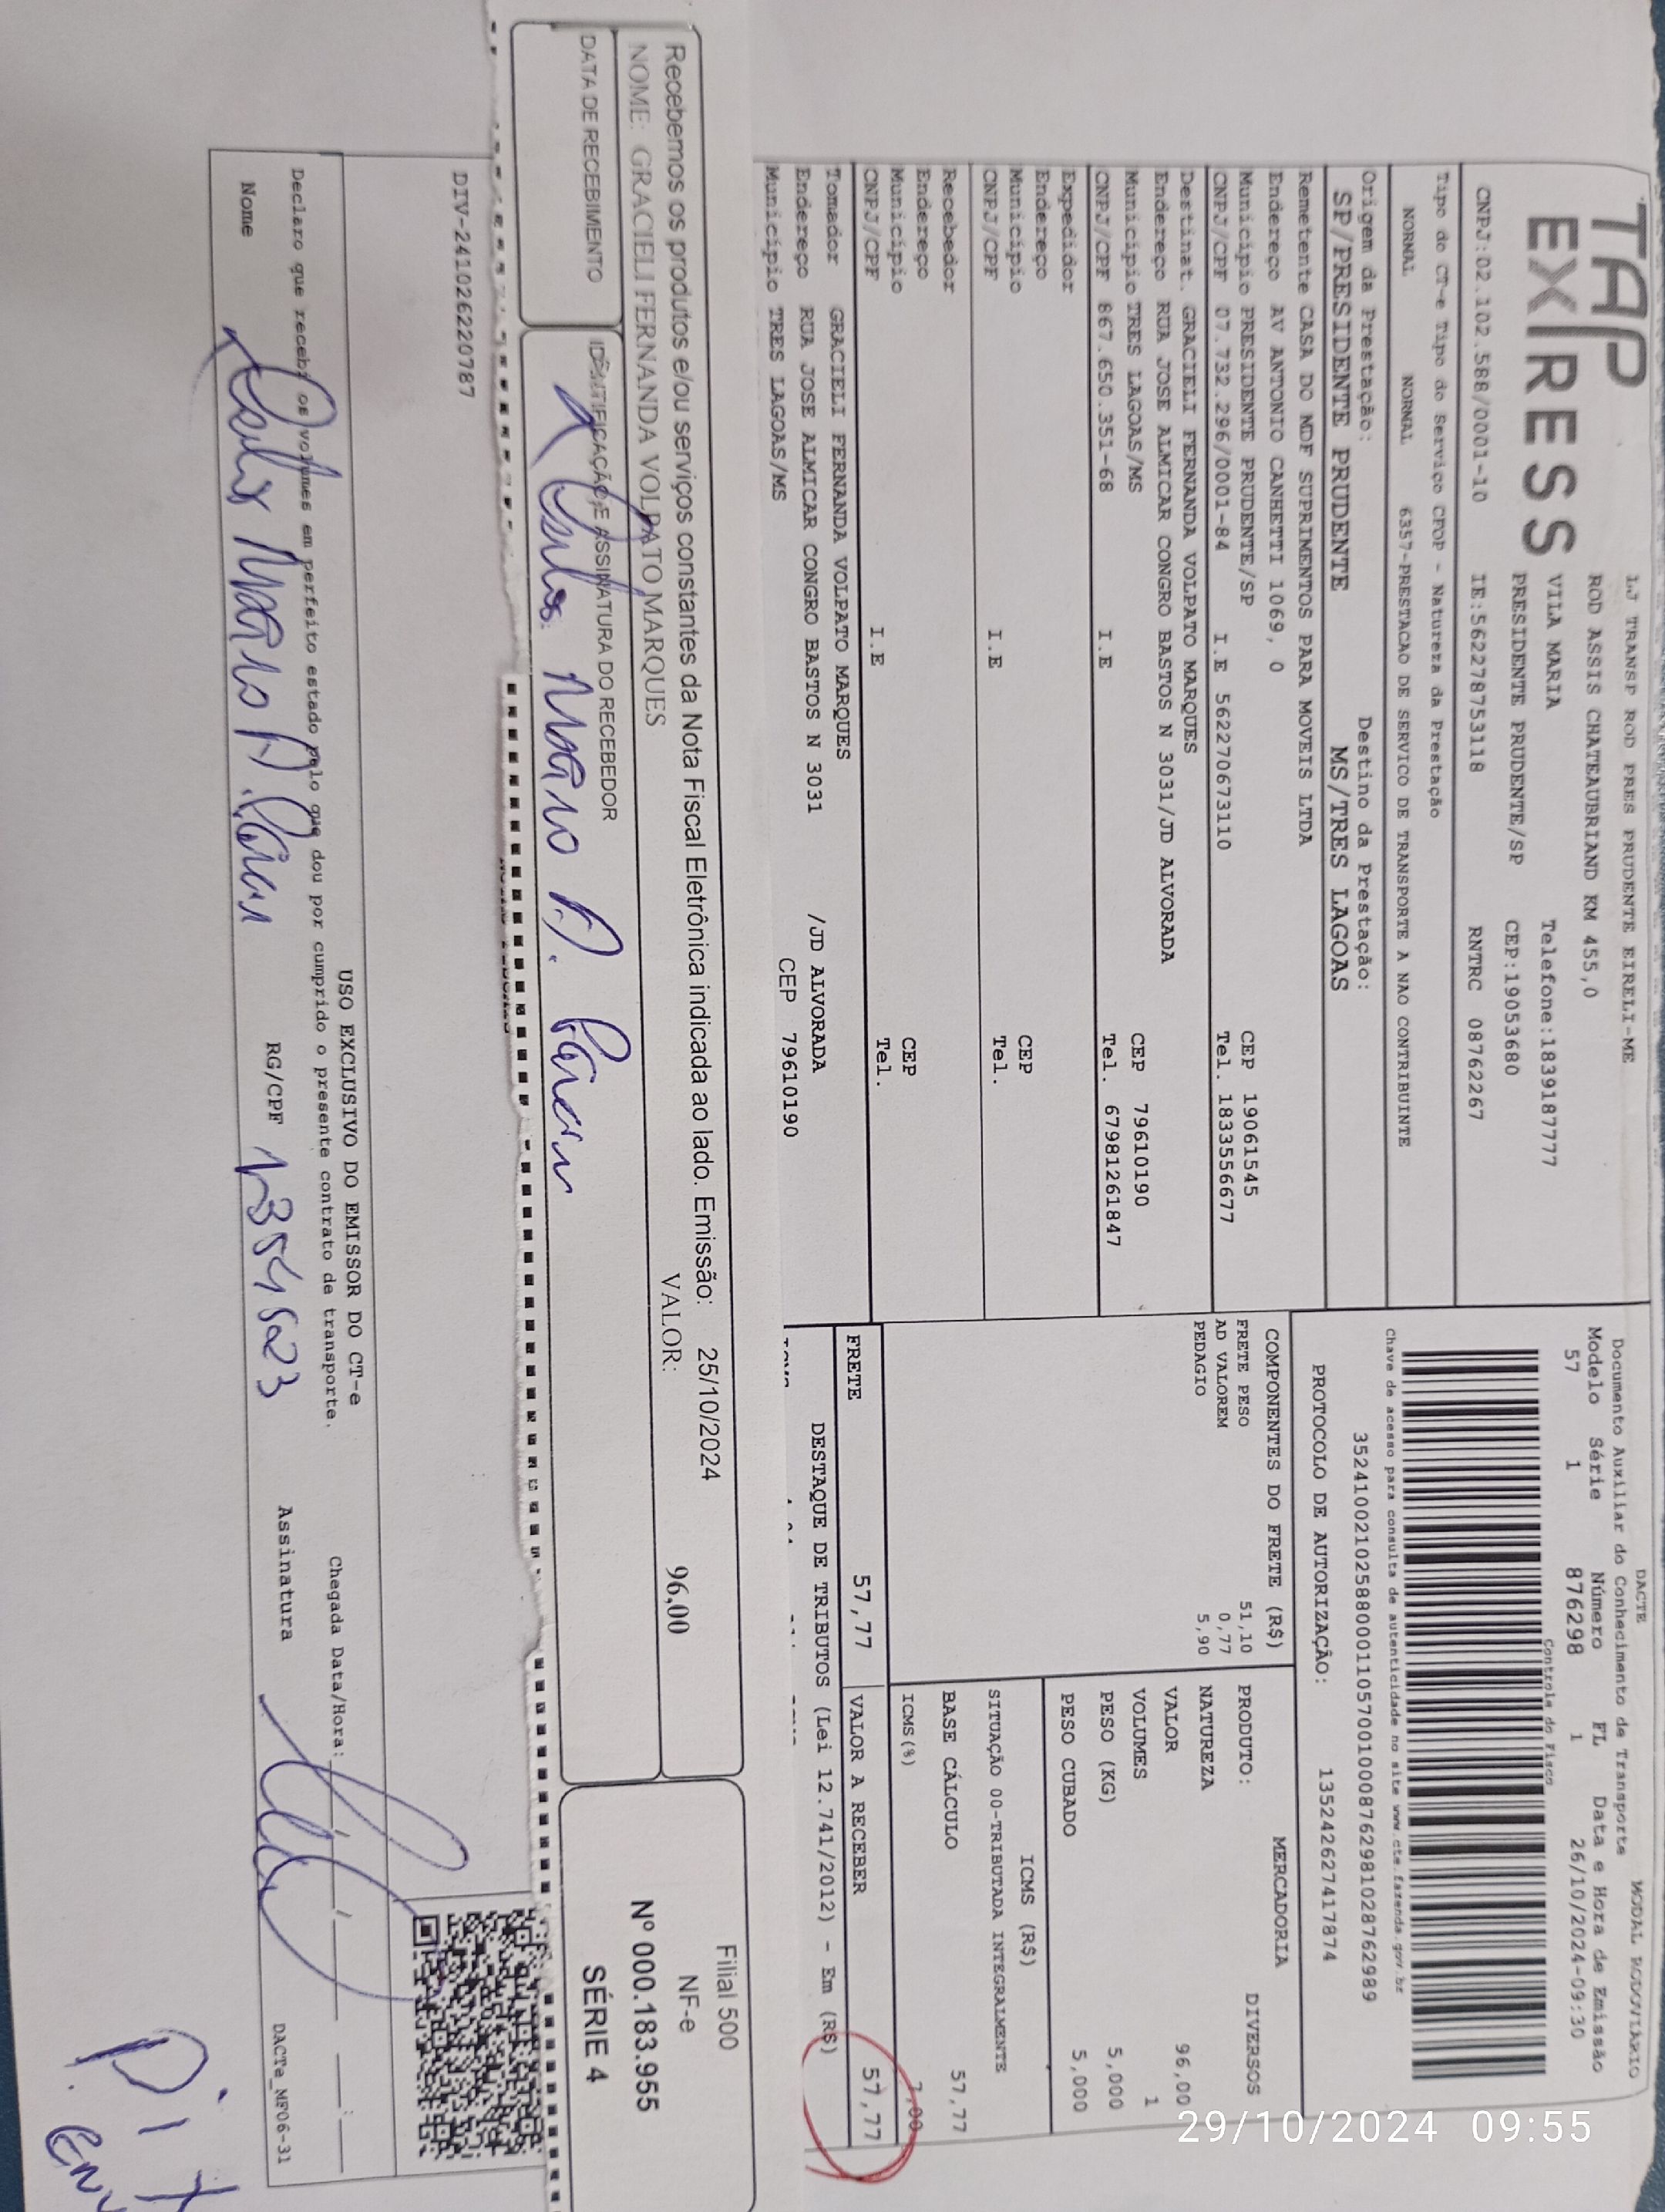 TAP
EXPRESS
LJ TRANSP ROD PRES PRUDENTE EIRELI-ME
ROD ASSIS CHATEAUBRIAND KM 455,0
VILA MARIA Telefone:1839187777
PRESIDENTE PRUDENTE/SP CEP:19053680
CNPJ:02.102.588/0001-10 IE:562278753118 RNTRC 08762267
Tipo do CT-e Tipo do Serviço CFOP - Natureza da Prestação
NORMAL NORMAL 6357-PRESTACAO DE SERVICO DE TRANSPORTE A NAO CONTRIBUINTE
Origem da Prestação: Destino da Prestação:
SP/PRESIDENTE PRUDENTE MS/TRES LAGOAS
Remetente CASA DO MDF SUPRIMENTOS PARA MOVEIS LTDA
Endereço AV ANTONIO CANHETTI 1069, 0
Município PRESIDENTE PRUDENTE/SP CEP 19061545
CNPJ/CPF 07.732.296/0001-84 I.E 562270673110 Tel. 1833556677
Destinat. GRACIELI FERNANDA VOLPATO MARQUES
Endereço RUA JOSE ALMICAR CONGRO BASTOS N 3031/JD ALVORADA
Município TRES LAGOAS/MS CEP 79610190
CNPJ/CPF 867.650.351-68 I.E Tel. 67981261847
Expedidor
Endereço
Município CEP
CNPJ/CPF I.E Tel.
Recebedor
Endereço
Município CEP
CNPJ/CPF I.E Tel.
Tomador GRACIELI FERNANDA VOLPATO MARQUES
Endereço RUA JOSE ALMICAR CONGRO BASTOS N 3031 /JD ALVORADA
Município TRES LAGOAS/MS CEP 79610190
DACTE MODAL RODOVIÁRIO
Documento Auxiliar do Conhecimento de Transporte
Modelo Série Número FL Data e Hora de Emissão
57 1 876298 1 26/10/2024-09:30
Controle do Fisco
Chave de acesso para consulta de autenticidade no site www.cte.fazenda.gov.br
35241002102588000110570010008762981028762989
PROTOCOLO DE AUTORIZAÇÃO: 135242627417874
COMPONENTES DO FRETE (R$)
FRETE PESO 51,10
AD VALOREM 0,77
PEDAGIO 5,90
MERCADORIA
PRODUTO: DIVERSOS
NATUREZA
VALOR 96,00
VOLUMES 1
PESO (KG) 5,000
PESO CUBADO 5,000
ICMS (R$)
SITUAÇÃO 00-TRIBUTADA INTEGRALMENTE
BASE CÁLCULO 57,77
ICMS(%) 7,00
FRETE 57,77 VALOR A RECEBER 57,77
DESTAQUE DE TRIBUTOS (Lei 12.741/2012) - Em (R$)
Recebemos os produtos e/ou serviços constantes da Nota Fiscal Eletrônica indicada ao lado. Emissão: 25/10/2024
NOME: GRACIELI FERNANDA VOLPATO MARQUES VALOR: 96,00
DATA DE RECEBIMENTO
IDENTIFICAÇÃO E ASSINATURA DO RECEBEDOR
Filial 500
NF-e
Nº 000.183.955
SÉRIE 4
DIV-241026220787
USO EXCLUSIVO DO EMISSOR DO CT-e
Declaro que recebi os volumes em perfeito estado pelo que dou por cumprido o presente contrato de transporte.
Chegada Data/Hora:
Nome RG/CPF Assinatura
DACTe_NF06-31
29/10/2024 09:55